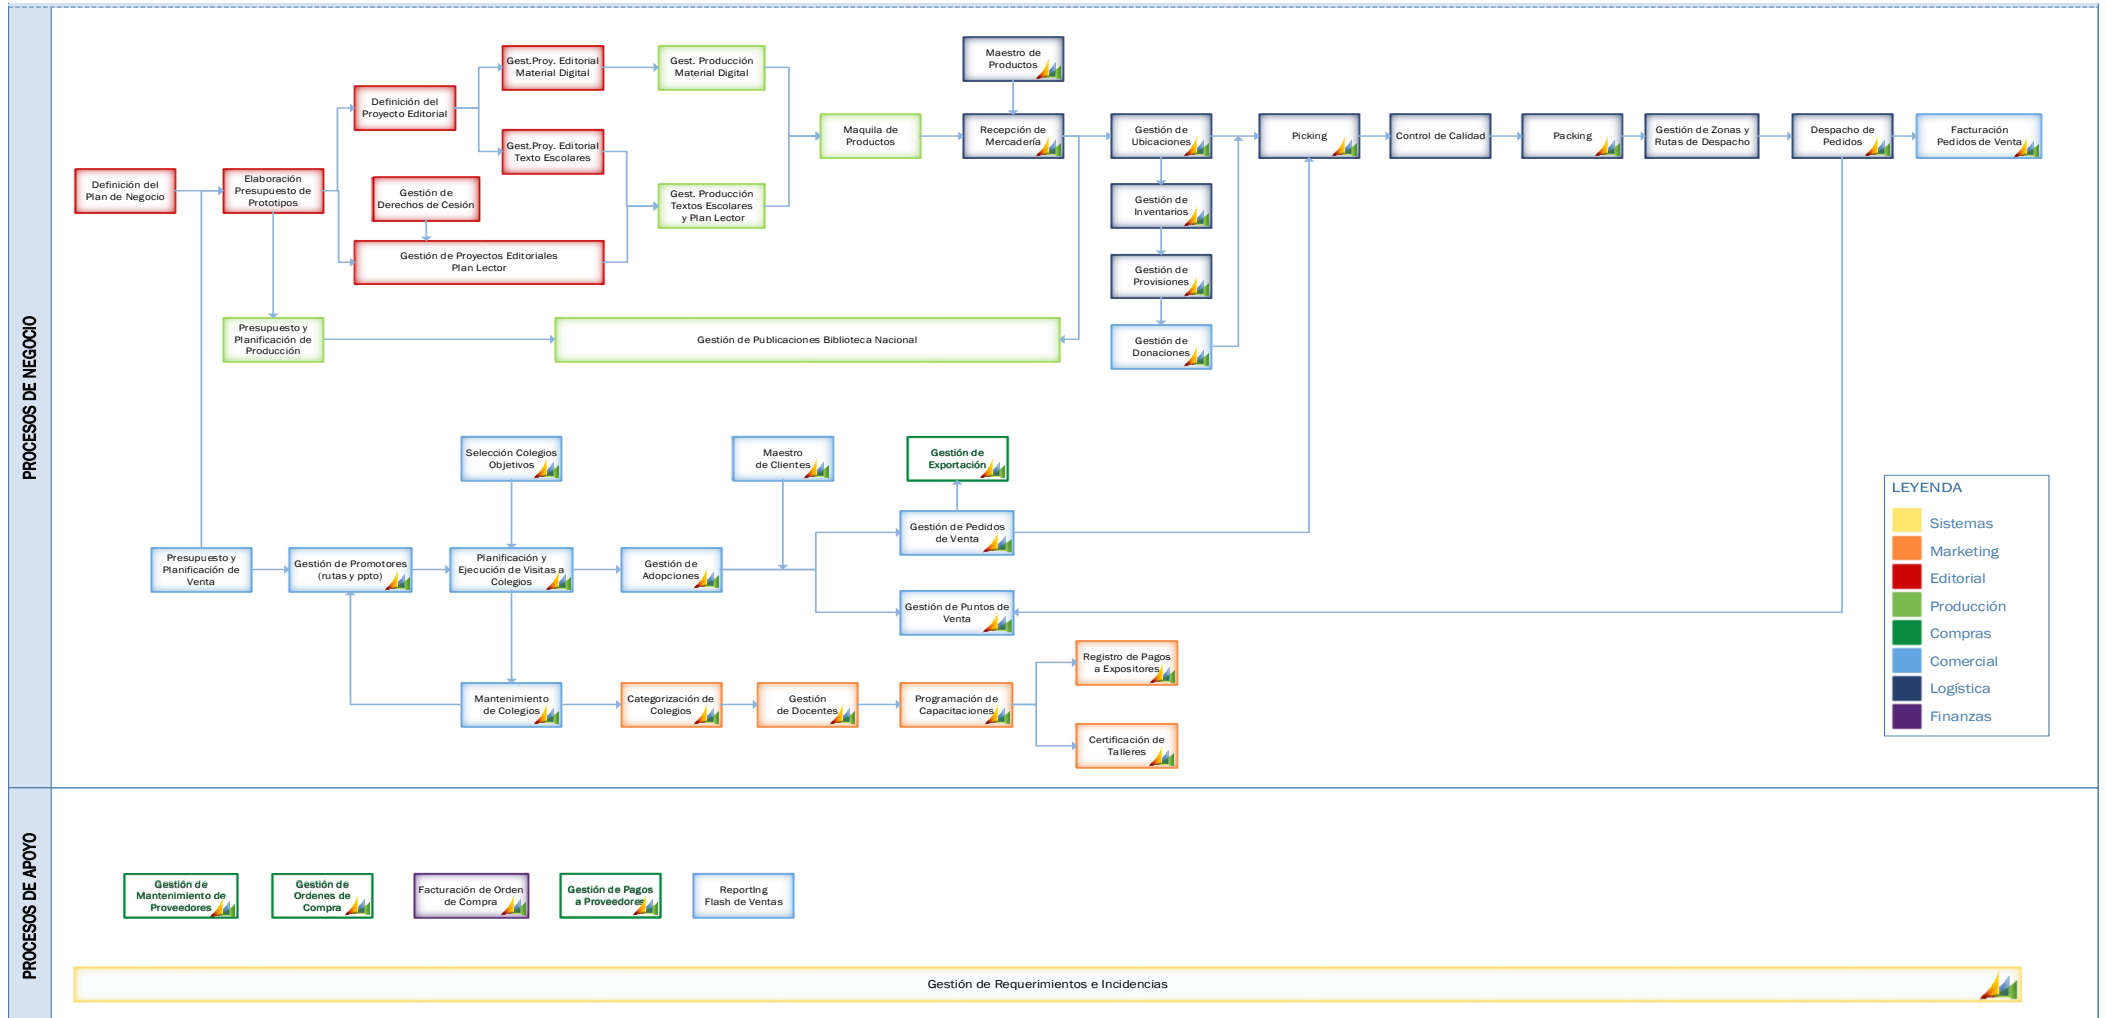 PROCESOS DE NEGOCIO
Maestro de
Productos
Gest.Proy. Editorial
Material Digital
Gest. Producción
Material Digital
Definición del
Proyecto Editorial
Gest.Proy. Editorial
Texto Escolares
Maquila de
Productos
Recepción de
Mercadería
Gestión de
Ubicaciones
Picking
Control de Calidad
Packing
Gestión de Zonas y
Rutas de Despacho
Despacho de
Pedidos
Facturación
Pedidos de Venta
Definición del
Plan de Negocio
Elaboración
Presupuesto de
Prototipos
Gestión de
Derechos de Cesión
Gest. Producción
Textos Escolares
y Plan Lector
Gestión de
Inventarios
Gestión de Proyectos Editoriales
Plan Lector
Gestión de
Provisiones
Presupuesto y
Planificación de
Producción
Gestión de Publicaciones Biblioteca Nacional
Gestión de
Donaciones
Selección Colegios
Objetivos
Maestro
de Clientes
Gestión de
Exportación
Gestión de Pedidos
de Venta
Presupuesto y
Planificación de
Venta
Gestión de Promotores
(rutas y ppto)
Planificación y
Ejecución de Visitas a
Colegios
Gestión de
Adopciones
Gestión de Puntos de
Venta
Registro de Pagos
a Expositores
Mantenimiento
de Colegios
Categorización de
Colegios
Gestión
de Docentes
Programación de
Capacitaciones
Certificación de
Talleres
LEYENDA
Sistemas
Marketing
Editorial
Producción
Compras
Comercial
Logística
Finanzas
PROCESOS DE APOYO
Gestión de
Mantenimiento de
Proveedores
Gestión de
Ordenes de
Compra
Facturación de Orden
de Compra
Gestión de Pagos
a Proveedores
Reporting
Flash de Ventas
Gestión de Requerimientos e Incidencias